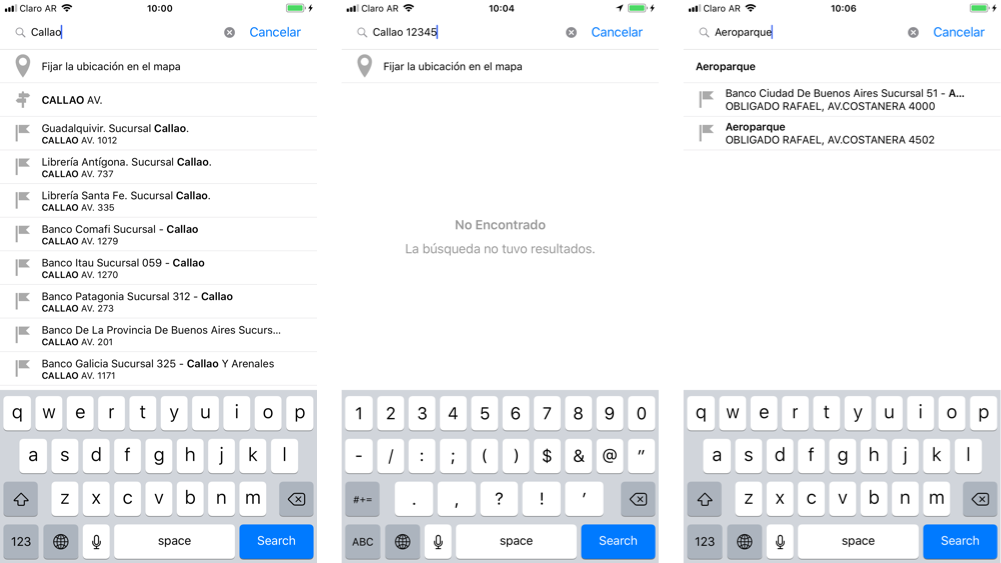 Claro AR
10:00
Callao
Cancelar
Fijar la ubicación en el mapa
CALLAO AV.
Guadalquivir. Sucursal Callao.
CALLAO AV. 1012
Librería Antígona. Sucursal Callao.
CALLAO AV. 737
Librería Santa Fe. Sucursal Callao.
CALLAO AV. 335
Banco Comafi Sucursal - Callao
CALLAO AV. 1279
Banco Itau Sucursal 059 - Callao
CALLAO AV. 1270
Banco Patagonia Sucursal 312 - Callao
CALLAO AV. 273
Banco De La Provincia De Buenos Aires Sucurs...
CALLAO AV. 201
Banco Galicia Sucursal 325 - Callao Y Arenales
CALLAO AV. 1171
q w e r t y u i o p
a s d f g h j k l
z x c v b n m
123 space Search
Claro AR
10:04
Callao 12345
Cancelar
Fijar la ubicación en el mapa
No Encontrado
La búsqueda no tuvo resultados.
1 2 3 4 5 6 7 8 9 0
- / : ; ( ) $ & @ "
#+= . , ? ! '
ABC space Search
Claro AR
10:06
Aeroparque
Cancelar
Aeroparque
Banco Ciudad De Buenos Aires Sucursal 51 - A...
OBLIGADO RAFAEL, AV.COSTANERA 4000
Aeroparque
OBLIGADO RAFAEL, AV.COSTANERA 4502
q w e r t y u i o p
a s d f g h j k l
z x c v b n m
123 space Search